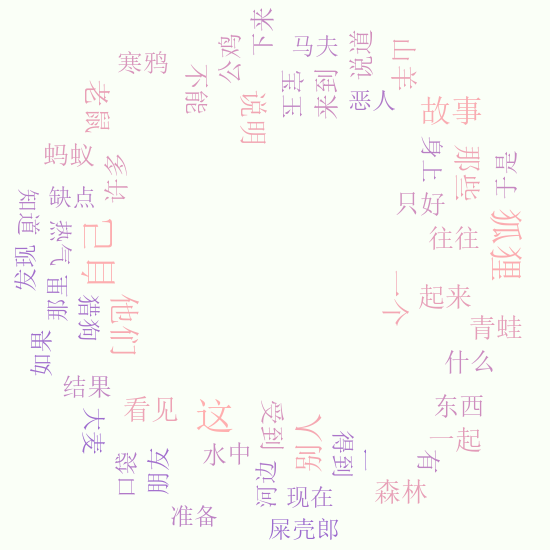 下来
马夫
说道
山羊
公鸡
寒鸦
不能
宝王
来到
恶人
老鼠
说明
故事
蚂蚁
多许
身上
那些
亮子
缺点
知道
只好
狐狸
热气
自己
往往
发现
那里
猎狗
他们
一个
起来
青蛙
如果
什么
结果
看见
这
大麦
受到
别人
东西
一起
水中
得到
一
有
口袋
朋友
河边
现在
森林
准备
屎壳郎